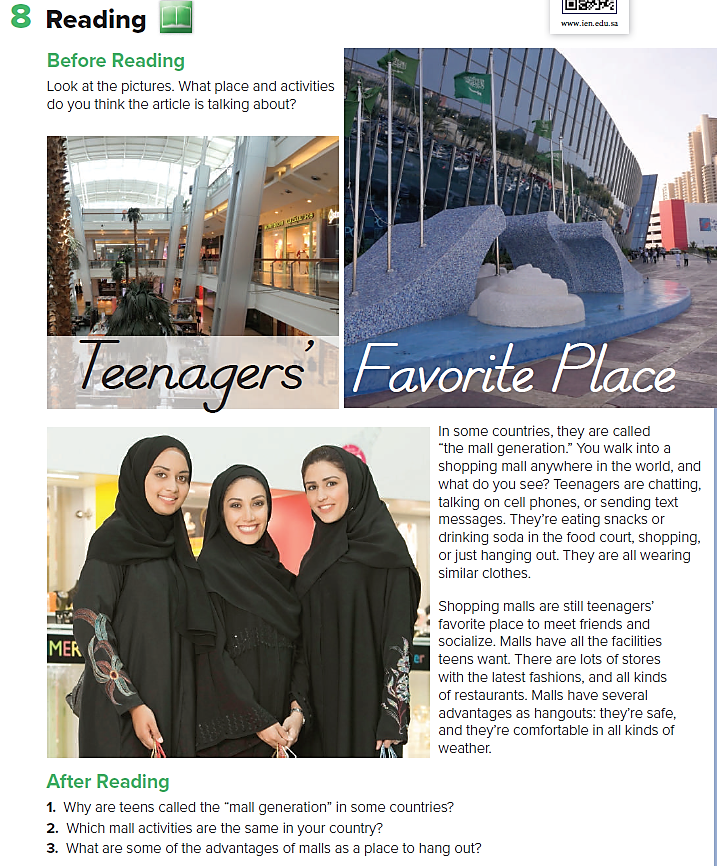 8 Reading
www.ien.edu.sa
Before Reading
Look at the pictures. What place and activities
do you think the article is talking about?
Teenagers' Favorite Place
In some countries, they are called
“the mall generation.” You walk into a
shopping mall anywhere in the world, and
what do you see? Teenagers are chatting,
talking on cell phones, or sending text
messages. They’re eating snacks or
drinking soda in the food court, shopping,
or just hanging out. They are all wearing
similar clothes.
Shopping malls are still teenagers’
favorite place to meet friends and
socialize. Malls have all the facilities
teens want. There are lots of stores
with the latest fashions, and all kinds
of restaurants. Malls have several
advantages as hangouts: they’re safe,
and they’re comfortable in all kinds of
weather.
MER
er
After Reading
1. Why are teens called the “mall generation” in some countries?
2. Which mall activities are the same in your country?
3. What are some of the advantages of malls as a place to hang out?